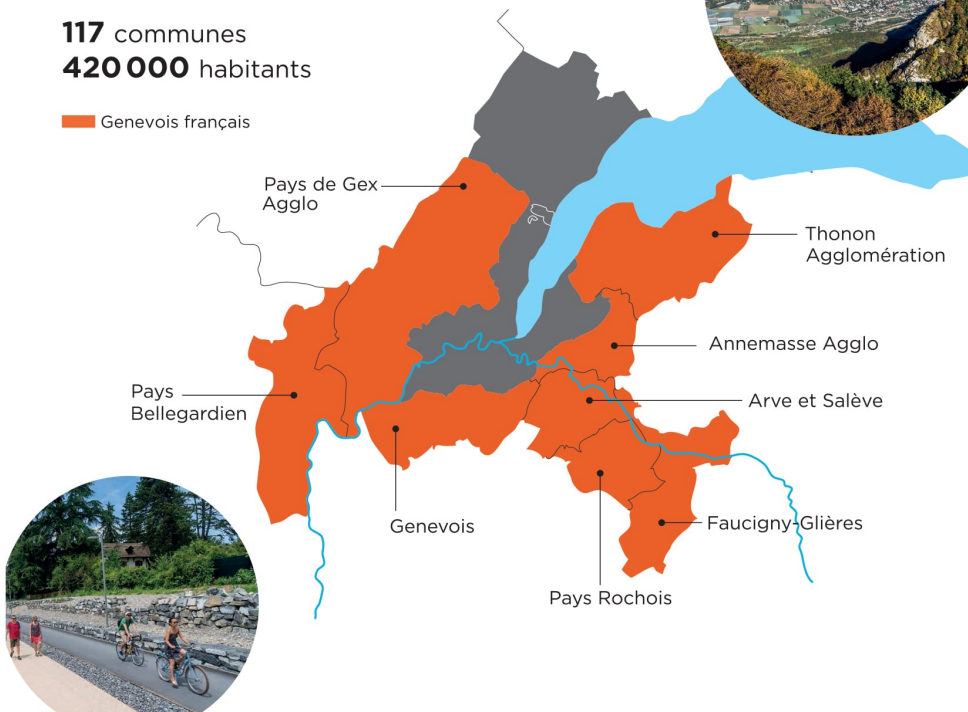 117 communes
420 000 habitants
Genevois français
Pays de Gex
Agglo
Thonon
Agglomération
Annemasse Agglo
Pays
Bellegardien
Arve et Salève
Genevois
Faucigny-Glières
Pays Rochois